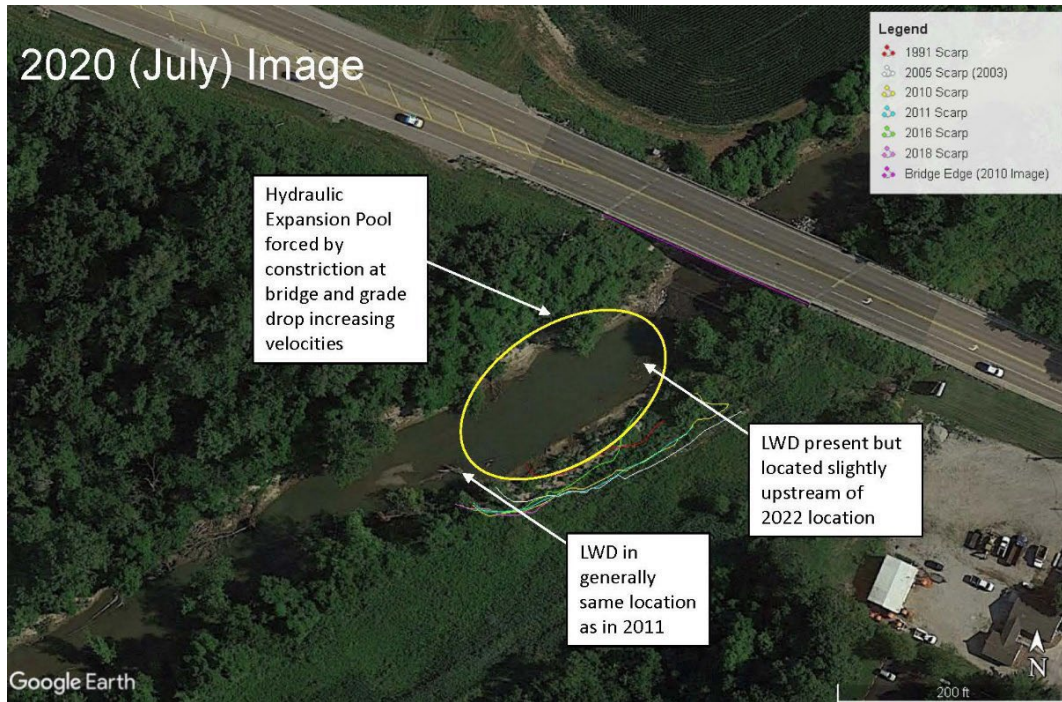 2020 (July) Image
Legend
1991 Scarp
2005 Scarp (2003)
2010 Scarp
2011 Scarp
2016 Scarp
2018 Scarp
Bridge Edge (2010 Image)
Hydraulic
Expansion Pool
forced by
constriction at
bridge and grade
drop increasing
velocities
LWD present but
located slightly
upstream of
2022 location
LWD in
generally
same location
as in 2011
Google Earth
N
200 ft